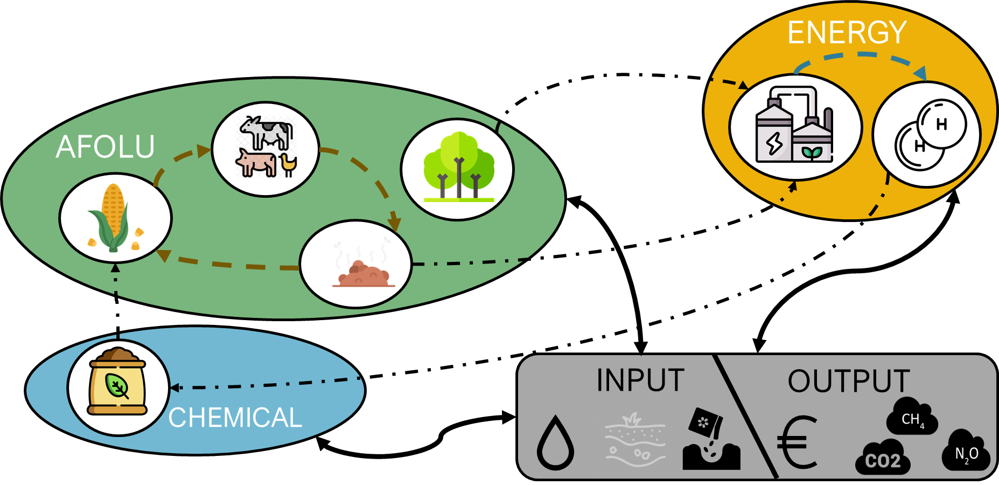 ENERGY
AFOLU
H
H
CHEMICAL
INPUT
OUTPUT
€
CH₄
CO2
N₂O